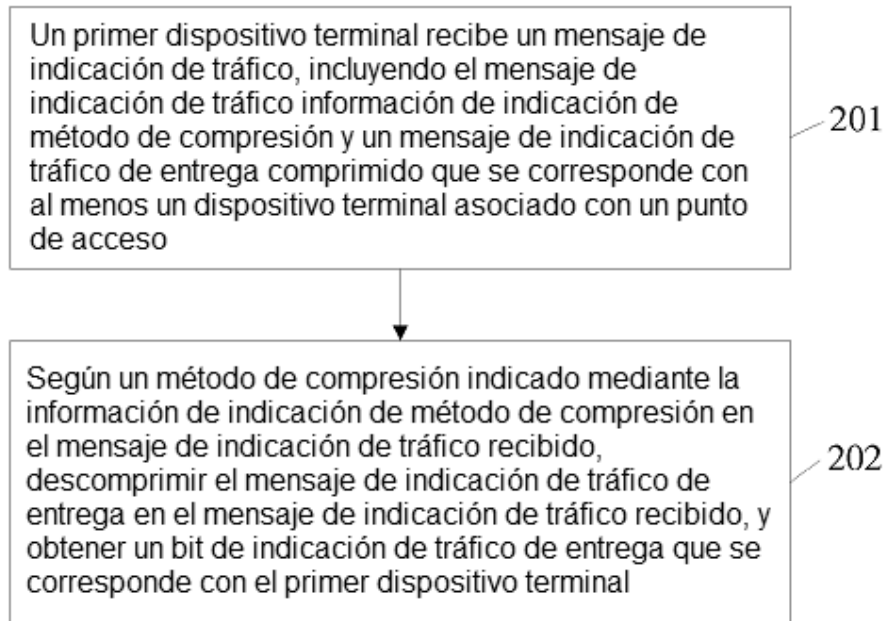 Un primer dispositivo terminal recibe un mensaje de
indicación de tráfico, incluyendo el mensaje de
indicación de tráfico información de indicación de
método de compresión y un mensaje de indicación de
tráfico de entrega comprimido que se corresponde con
al menos un dispositivo terminal asociado con un punto
de acceso
201
Según un método de compresión indicado mediante la
información de indicación de método de compresión en
el mensaje de indicación de tráfico recibido,
descomprimir el mensaje de indicación de tráfico de
entrega en el mensaje de indicación de tráfico recibido, y
obtener un bit de indicación de tráfico de entrega que se
corresponde con el primer dispositivo terminal
202